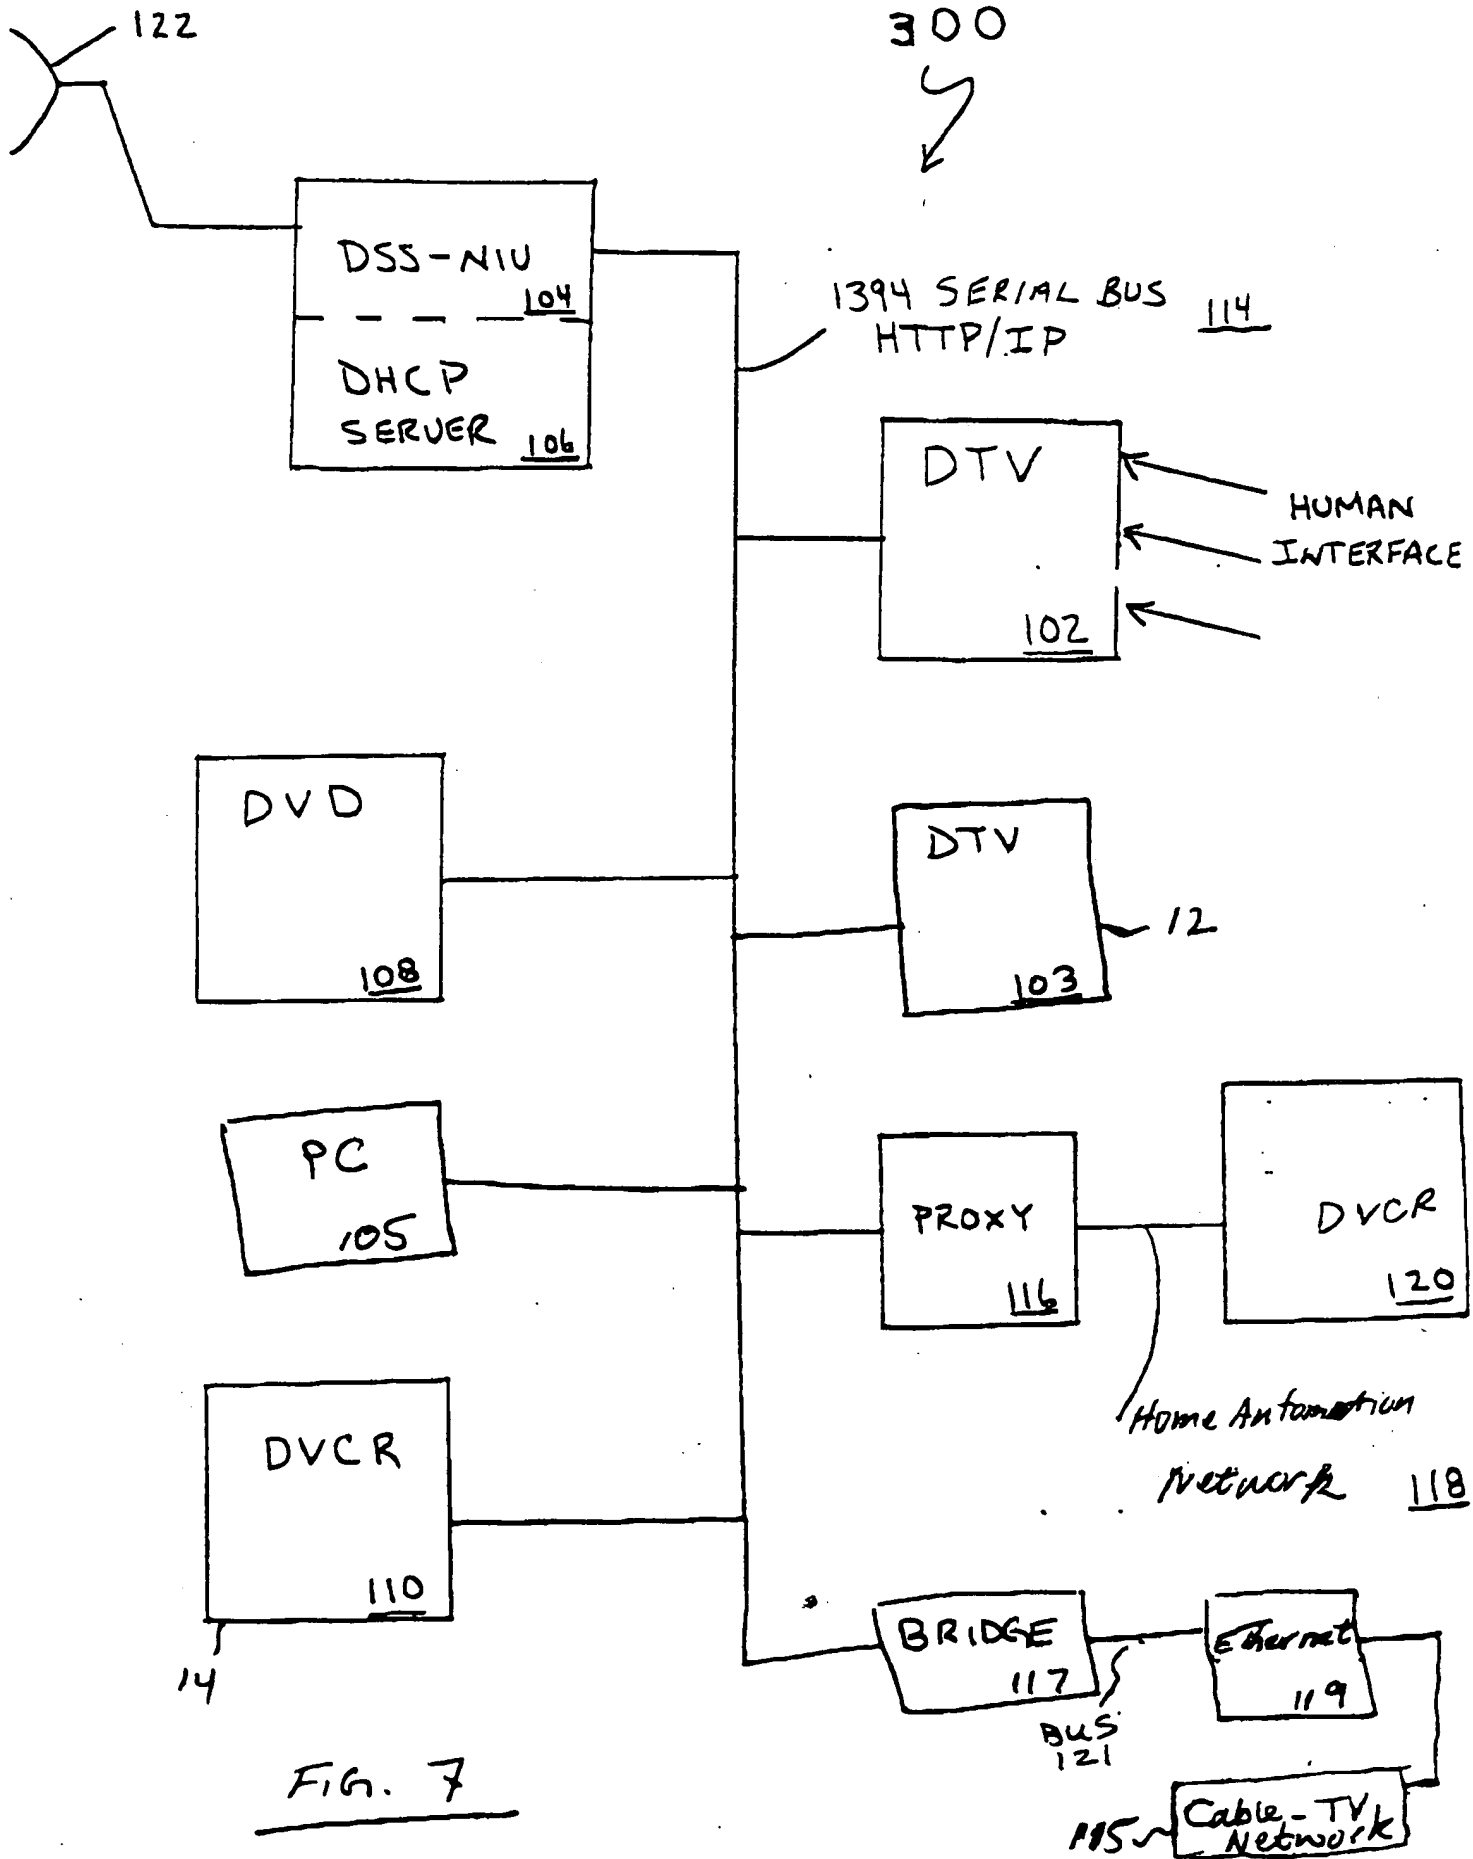 122
300
DSS-NIU
104
DHCP
SERVER
106
1394 SERIAL BUS
HTTP/IP
114
DTV
102
HUMAN
INTERFACE
DVD
108
DTV
12
103
PC
105
PROXY
116
DVCR
120
Home Automation
Network
118
DVCR
110
14
BRIDGE
117
BUS
121
Ethernet
119
Cable-TV
Network
FIG. 7